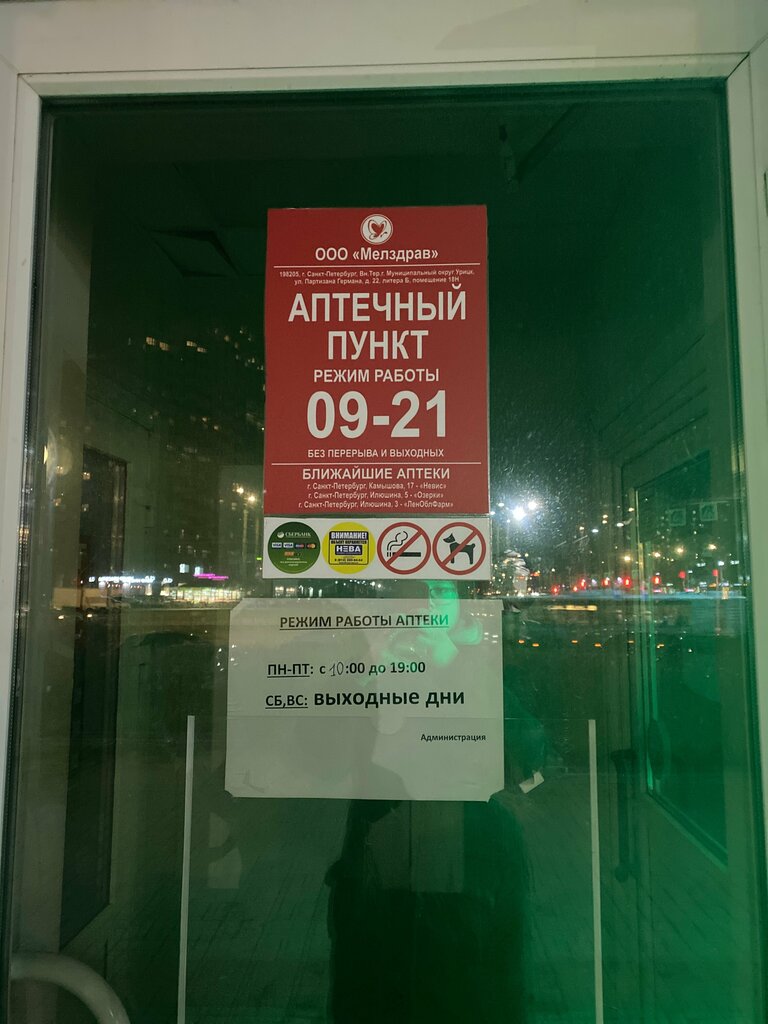 ООО «Мелздрав»
198205, г. Санкт-Петербург, Вн.Тер.г. Муниципальный округ Урицк,
ул. Партизана Германа, д. 22, литера Б, помещение 18Н
АПТЕЧНЫЙ
ПУНКТ
РЕЖИМ РАБОТЫ
09-21
БЕЗ ПЕРЕРЫВА И ВЫХОДНЫХ
БЛИЖАЙШИЕ АПТЕКИ
г. Санкт-Петербург, Камышова, 17 - «Невис»
г. Санкт-Петербург, Илюшина, 5 - «Озерки»
г. Санкт-Петербург, Илюшина, 3 - «ЛенОблФарм»
СБЕРБАНК
VISA
ВНИМАНИЕ!
ОБЪЕКТ ОХРАНЯЕТСЯ
НЕВА
РЕЖИМ РАБОТЫ АПТЕКИ
ПН-ПТ: с 10:00 до 19:00
СБ,ВС: ВЫХОДНЫЕ ДНИ
Администрация